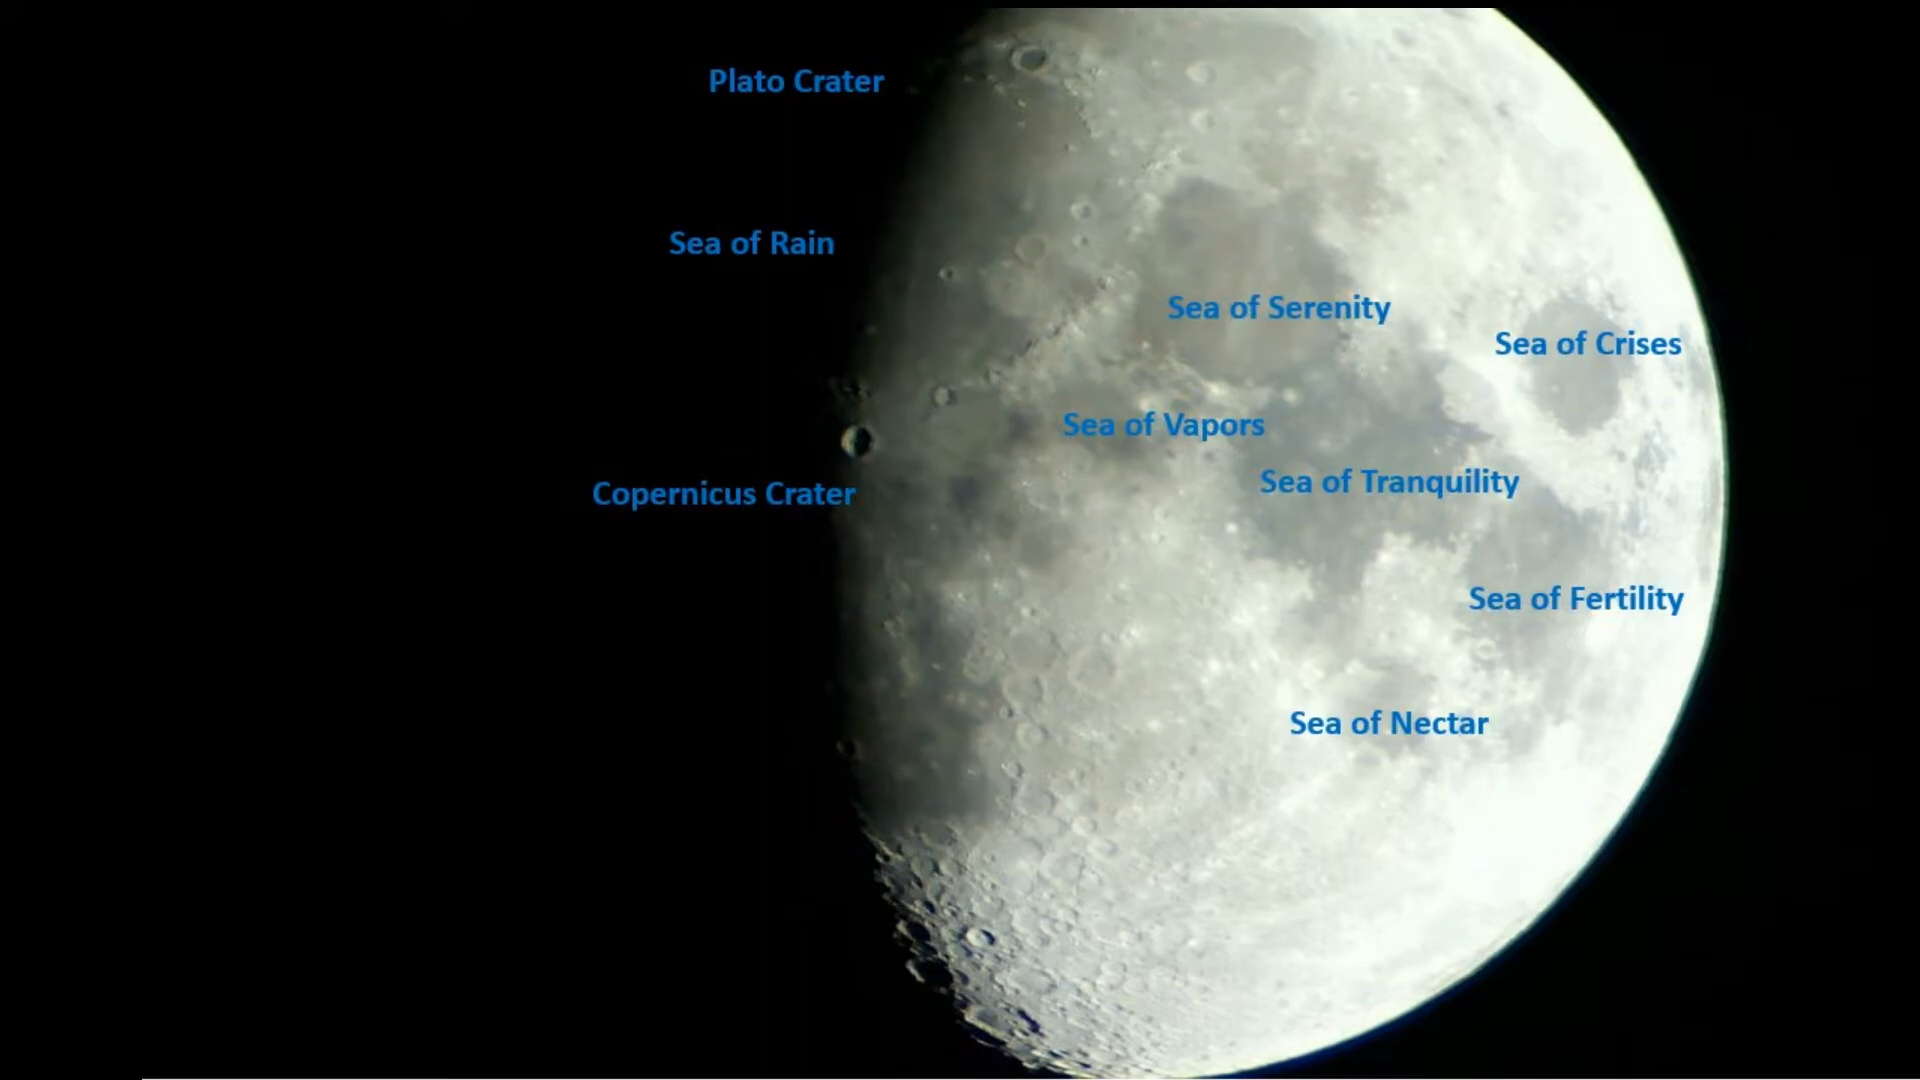 Plato Crater
Sea of Rain
Sea of Serenity
Sea of Crises
Sea of Vapors
Sea of Tranquility
Copernicus Crater
Sea of Fertility
Sea of Nectar